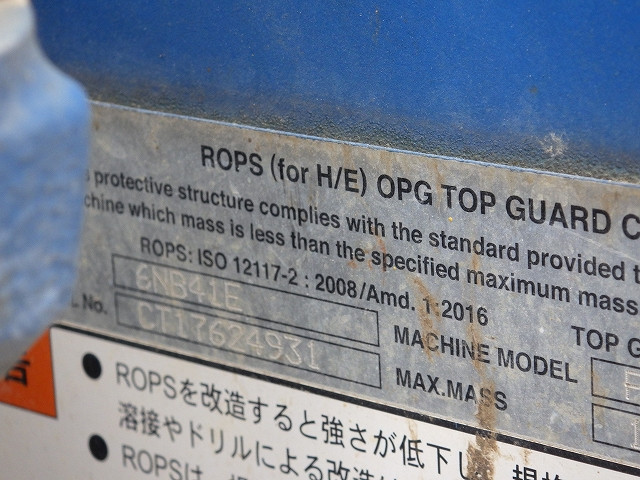 ROPS (for H/E) OPG TOP GUARD C
s protective structure complies with the standard provided t
chine which mass is less than the specified maximum mass
ROPS: ISO 12117-2 : 2008/Amd. 1:2016
6NB41E
TOP G
MACHINE MODEL
L No. CT17624931
MAX.MASS
● ROPSを改造すると強さが低下し、規格
溶接やドリルによる改造は
● ROPSは、